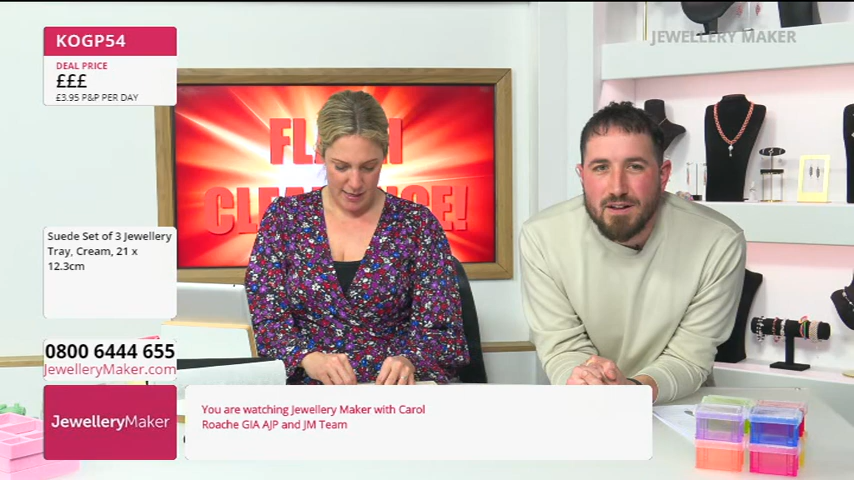 KOGP54
DEAL PRICE
£££
£3.95 P&P PER DAY
JEWELLERY MAKER
FLASH
CLEARANCE!
Suede Set of 3 Jewellery
Tray, Cream, 21 x
12.3cm
0800 6444 655
JewelleryMaker.com
JewelleryMaker
You are watching Jewellery Maker with Carol
Roache GIA AJP and JM Team